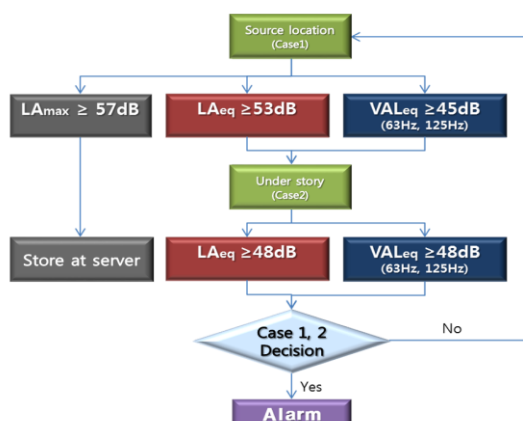 Source location
(Case1)
LAmax ≥ 57dB
LAeq ≥53dB
VALeq ≥45dB
(63Hz, 125Hz)
Under story
(Case2)
Store at server
LAeq ≥48dB
VALeq ≥48dB
(63Hz, 125Hz)
Case 1, 2
Decision
No
Yes
Alarm